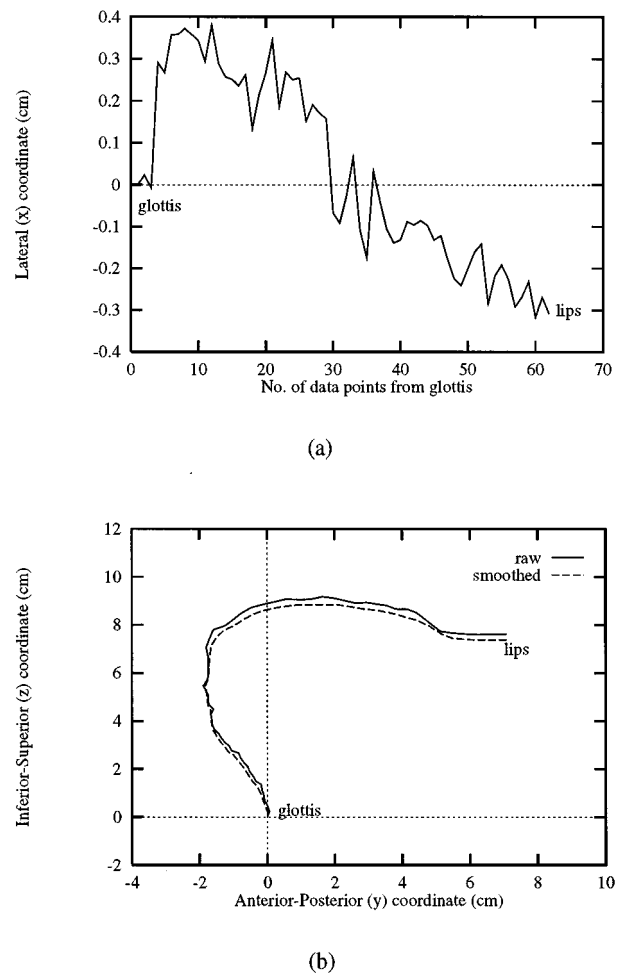 0.4
0.3
0.2
0.1
0
-0.1
-0.2
-0.3
-0.4
Lateral (x) coordinate (cm)
glottis
lips
0 10 20 30 40 50 60 70
No. of data points from glottis
(a)
12
10
8
6
4
2
0
-2
Inferior-Superior (z) coordinate (cm)
raw
smoothed
lips
glottis
-4 -2 0 2 4 6 8 10
Anterior-Posterior (y) coordinate (cm)
(b)